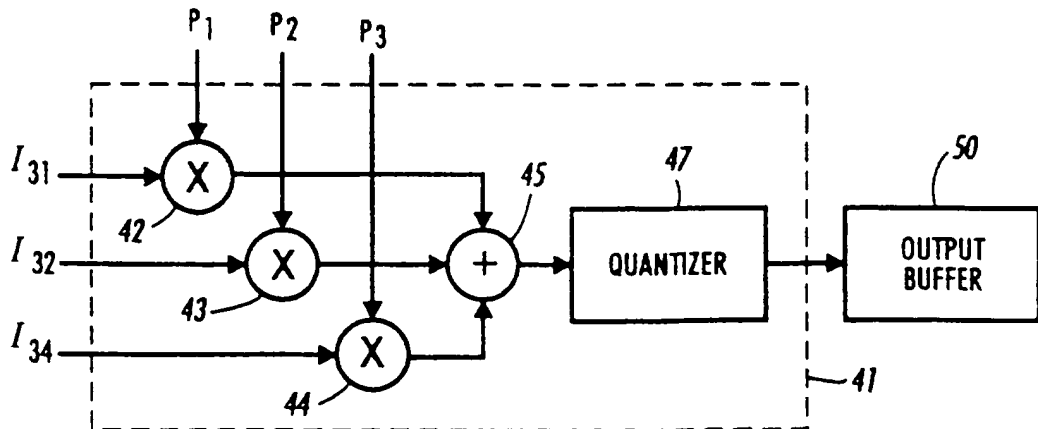 P1 P2 P3
I31
42
45
47
50
I32
43
+
QUANTIZER
OUTPUT
BUFFER
I34
44
41
X
X
X